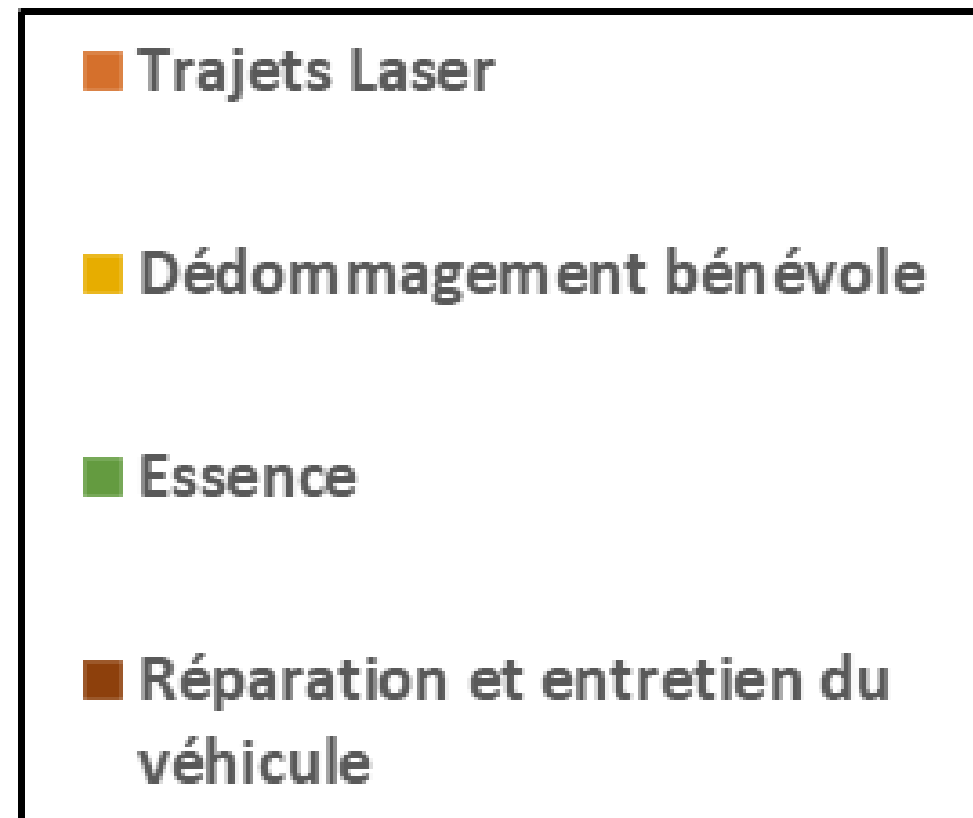 Trajets Laser
Dédommagement bénévole
Essence
Réparation et entretien du
véhicule